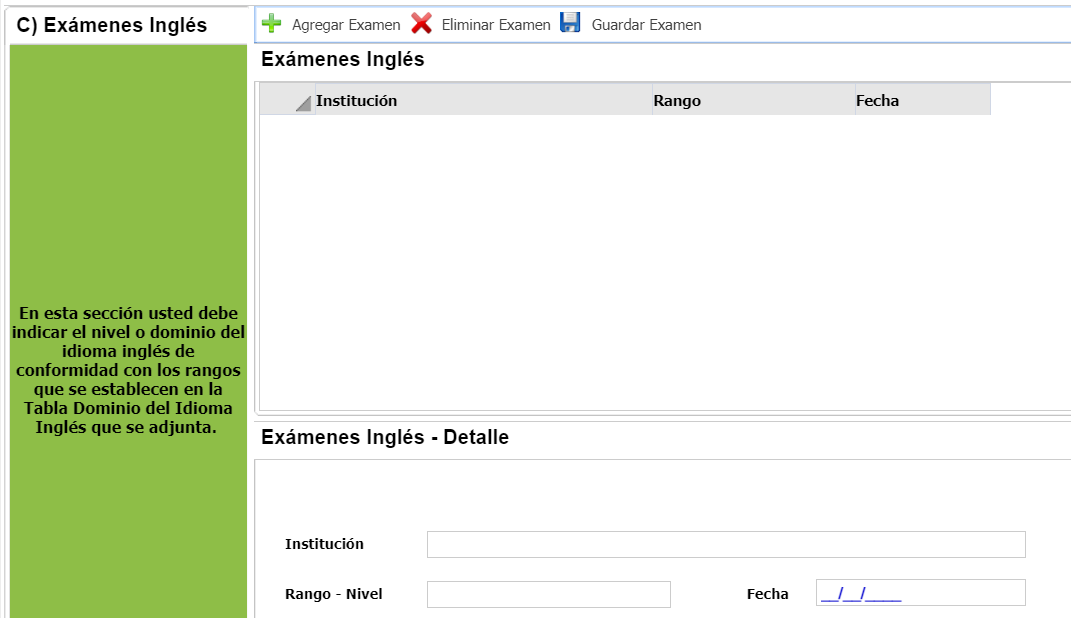 C) Exámenes Inglés
Agregar Examen Eliminar Examen Guardar Examen
Exámenes Inglés
Institución Rango Fecha
En esta sección usted debe
indicar el nivel o dominio del
idioma inglés de
conformidad con los rangos
que se establecen en la
Tabla Dominio del Idioma
Inglés que se adjunta.
Exámenes Inglés - Detalle
Institución
Rango - Nivel Fecha __/__/____